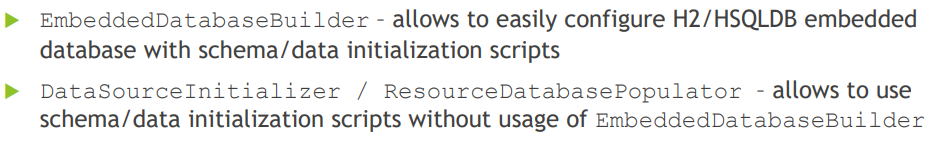 EmbeddedDatabaseBuilder - allows to easily configure H2/HSQLDB embedded
database with schema/data initialization scripts
DataSourceInitializer / ResourceDatabasePopulator - allows to use
schema/data initialization scripts without usage of EmbeddedDatabaseBuilder